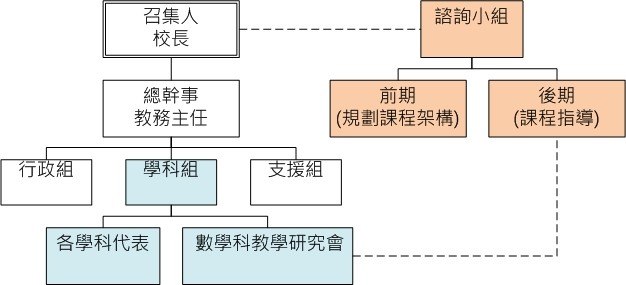 召集人
校長
諮詢小組
總幹事
教務主任
前期
(規劃課程架構)
後期
(課程指導)
行政組
學科組
支援組
各學科代表
數學科教學研究會